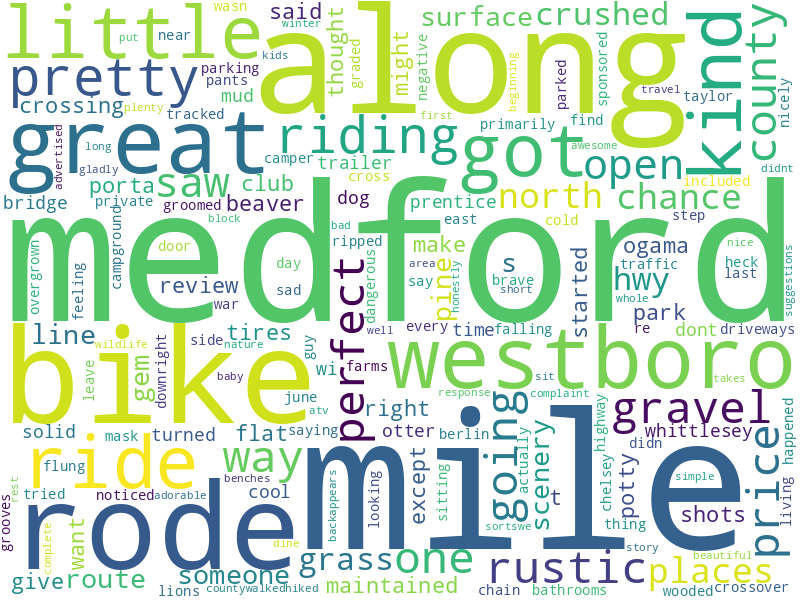 medford
mile
along
bike
rode
great
little
westboro
got
kind
ride
pretty
riding
gravel
rustic
perfect
price
places
going
way
saw
one
open
north
county
crushed
surface
chance
hwy
scenery
grass
pine
gem
said
might
thought
wasn
near
put
kids
winter
graded
negative
sponsored
beginning
parked
travel
taylor
nicely
parking
pants
crossing
mud
tracked
plenty
advertised
long
gladly
camper
trailer
cross
primarily
find
first
awesome
didnt
included
porta
club
bridge
private
groomed
beaver
dog
prentice
east
cold
step
block
bad
ripped
make
s
ogama
nice
suggestions
overgrown
feeling
campground
door
day
area
dangerous
say
honestly
brave
started
traffic
heck
last
review
war
sad
short
park
whole
line
tires
side
nature
guy
well
every
time
falling
dont
re
driveways
wildlife
wi
farms
leave
downright
baby
june
atv
right
response
sit
complaint
takes
solid
mask
turned
flat
saying
otter
berlin
actually
highway
didn
whittlesey
happened
flung
tried
noticed
adorable
cool
benches
backappears
looking
except
sitting
t
chelsey
potty
simple
shots
living
grooves
rest
complete
want
dine
sortswe
thing
story
beautiful
give
route
someone
maintained
chain
bathrooms
wooded
crossover
lions
countywalkedhiked